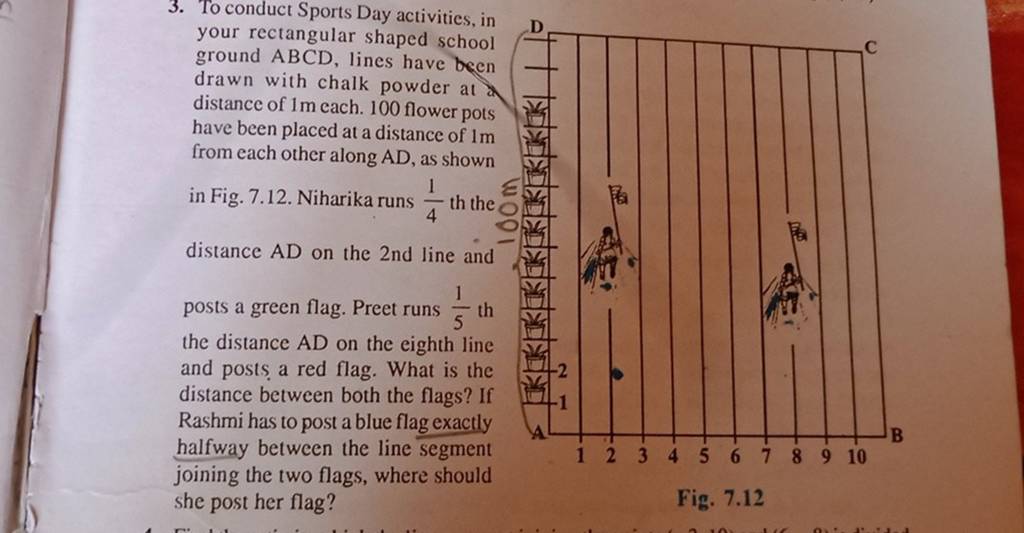 3. To conduct Sports Day activities, in
your rectangular shaped school
ground ABCD, lines have been
drawn with chalk powder at a
distance of 1m each. 100 flower pots
have been placed at a distance of 1m
from each other along AD, as shown
in Fig. 7.12. Niharika runs 1/4 th the
distance AD on the 2nd line and
posts a green flag. Preet runs 1/5 th
the distance AD on the eighth line
and posts a red flag. What is the
distance between both the flags? If
Rashmi has to post a blue flag exactly
halfway between the line segment
joining the two flags, where should
she post her flag?
D
C
100m
2
1
A
B
1 2 3 4 5 6 7 8 9 10
Fig. 7.12